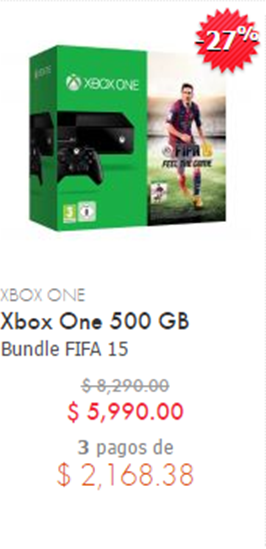 -27%
XBOX ONE
FIFA 15
FEEL THE GAME
XBOX ONE
Xbox One 500 GB
Bundle FIFA 15
$ 8,290.00
$ 5,990.00
3 pagos de
$ 2,168.38